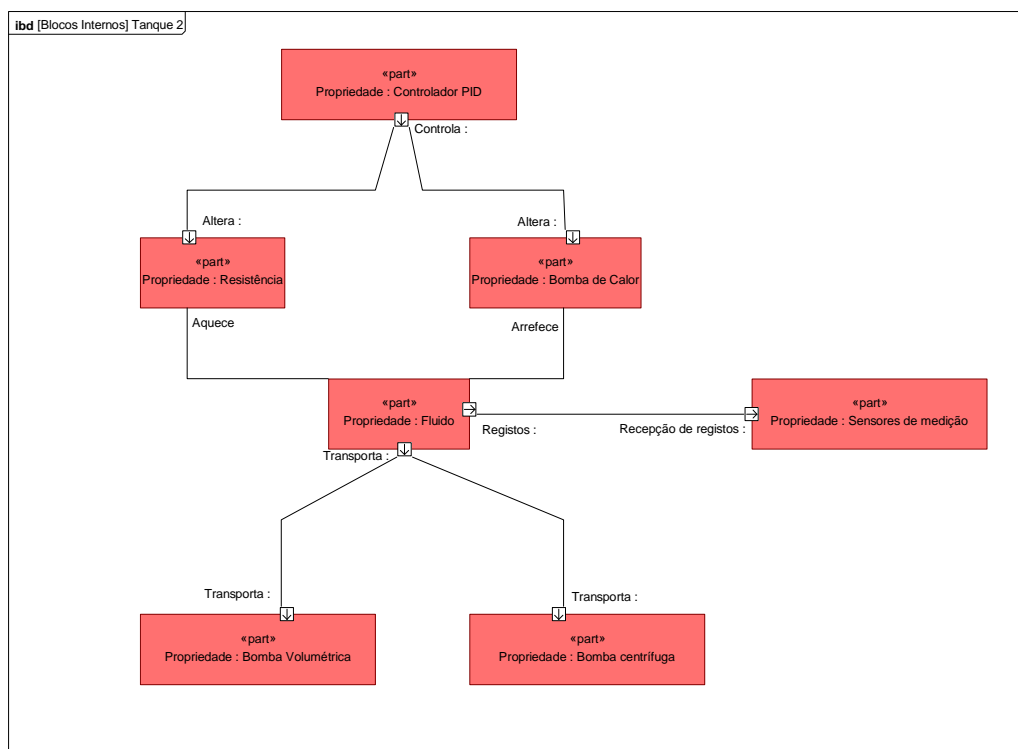 ibd [Blocos Internos] Tanque 2
«part»
Propriedade : Controlador PID
Controla :
Altera :
Altera :
«part»
Propriedade : Resistência
«part»
Propriedade : Bomba de Calor
Aquece
Arrefece
«part»
Propriedade : Fluido
«part»
Propriedade : Sensores de medição
Registos :
Recepção de registos :
Transporta :
Transporta :
Transporta :
«part»
Propriedade : Bomba Volumétrica
«part»
Propriedade : Bomba centrífuga